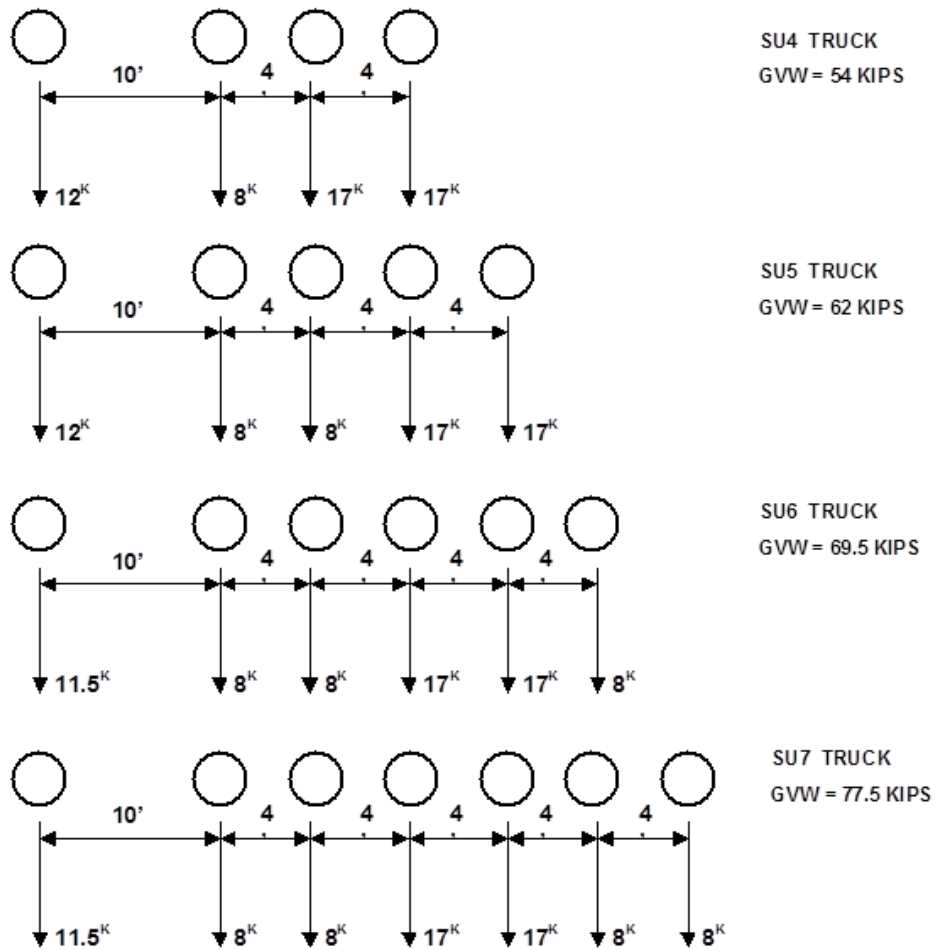 SU4 TRUCK
GVW = 54 KIPS
10' 4' 4'
12K 8K 17K 17K
SU5 TRUCK
GVW = 62 KIPS
10' 4' 4' 4'
12K 8K 8K 17K 17K
SU6 TRUCK
GVW = 69.5 KIPS
10' 4' 4' 4' 4'
11.5K 8K 8K 17K 17K 8K
SU7 TRUCK
GVW = 77.5 KIPS
10' 4' 4' 4' 4' 4'
11.5K 8K 8K 17K 17K 8K 8K